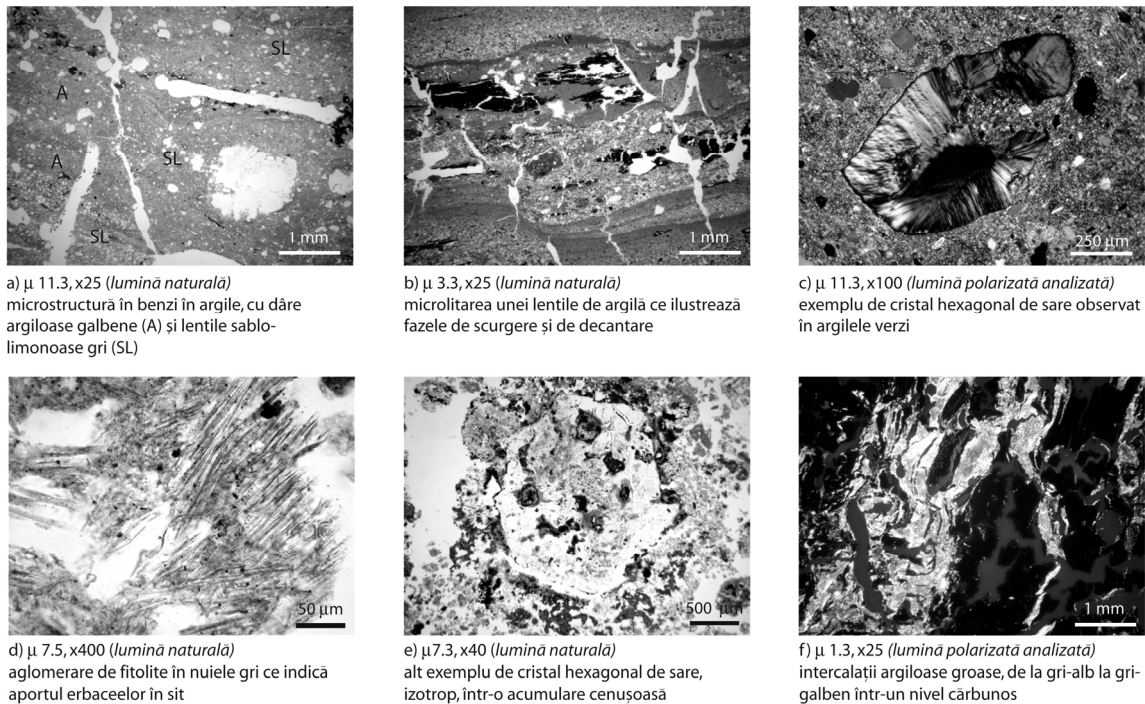 SL
A
A
SL
SL
1 mm
a) µ 11.3, x25 (lumină naturală)
microstructură în benzi în argile, cu dâre
argiloase galbene (A) și lentile sablo-
limonoase gri (SL)
1 mm
b) µ 3.3, x25 (lumină naturală)
microlitarea unei lentile de argilă ce ilustrează
fazele de scurgere și de decantare
250 µm
c) µ 11.3, x100 (lumină polarizată analizată)
exemplu de cristal hexagonal de sare observat
în argilele verzi
50 µm
d) µ 7.5, x400 (lumină naturală)
aglomerare de fitolite în nuiele gri ce indică
aportul erbaceelor în sit
500 µm
e) µ7.3, x40 (lumină naturală)
alt exemplu de cristal hexagonal de sare,
izotrop, într-o acumulare cenușoasă
1 mm
f) µ 1.3, x25 (lumină polarizată analizată)
intercalații argiloase groase, de la gri-alb la gri-
galben într-un nivel cărbunos